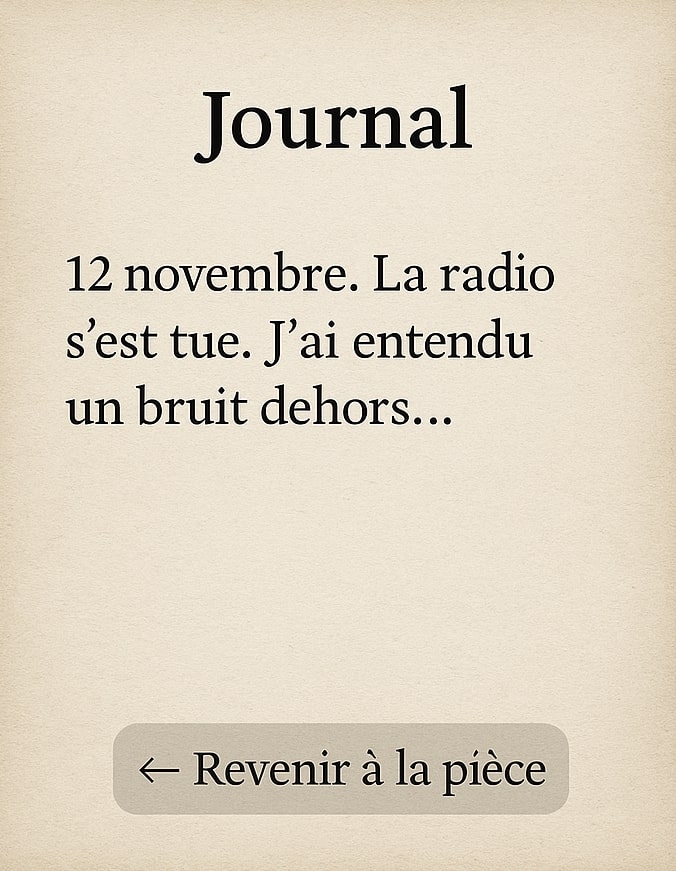 Journal
12 novembre. La radio
s’est tue. J’ai entendu
un bruit dehors…
← Revenir à la pièce